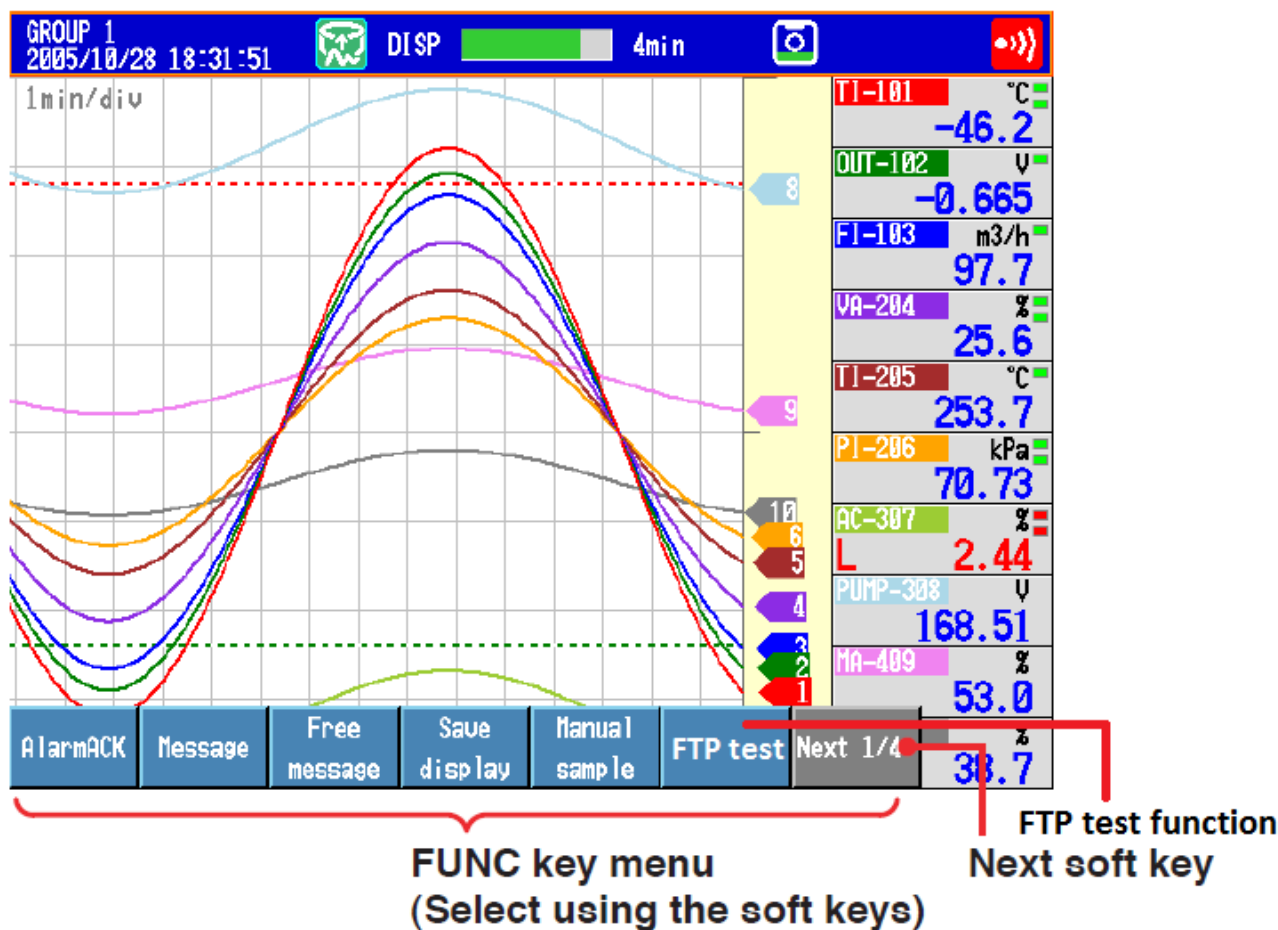 GROUP 1
2005/10/28 18:31:51
DISP
4min
1min/div
TI-101 °C
-46.2
OUT-102 V
-0.665
FI-103 m3/h
97.7
VA-204 %
25.6
TI-205 °C
253.7
PI-206 kPa
70.73
AC-307 %
L 2.44
PUMP-308 V
168.51
MA-409 %
53.0
%
38.7
8
9
10
6
5
4
3
2
1
AlarmACK
Message
Free
message
Save
display
Manual
sample
FTP test
Next 1/4
FTP test function
Next soft key
FUNC key menu
(Select using the soft keys)